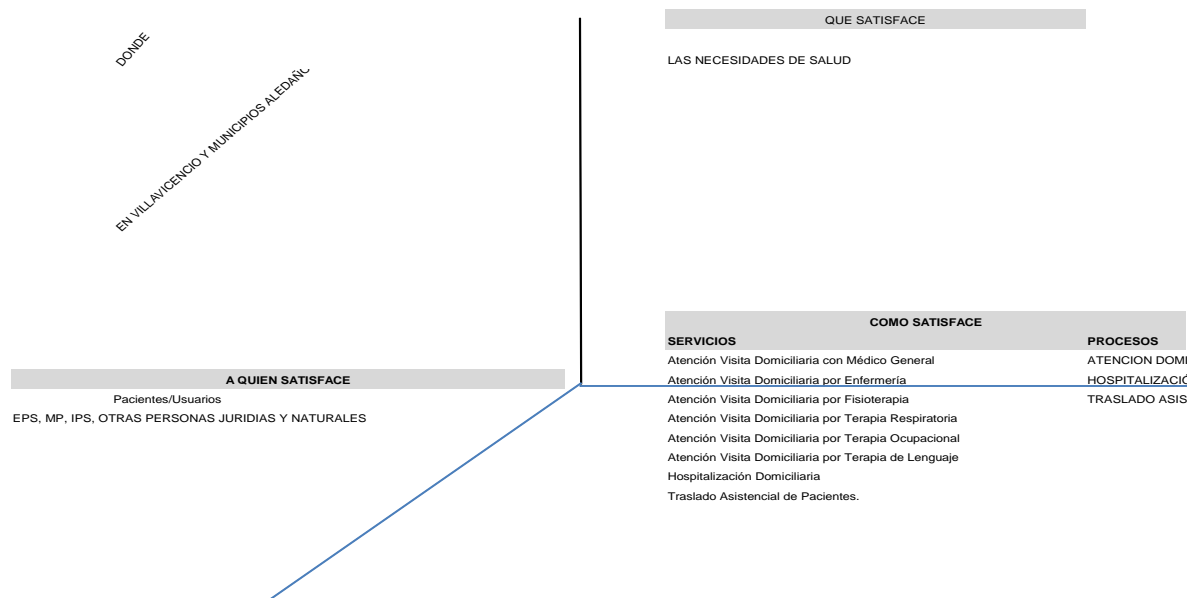 DONDE
EN VILLAVICENCIO Y MUNICIPIOS
QUE SATISFACE
LAS NECESIDADES DE SALUD
A QUIEN SATISFACE
Pacientes/Usuarios
EPS, MP, IPS, OTRAS PERSONAS JURIDIAS Y NATURALES
COMO SATISFACE
SERVICIOS PROCESOS
Atención Visita Domiciliaria con Médico General ATENCION
Atención Visita Domiciliaria por Enfermería
Atención Visita Domiciliaria por Fisioterapia TRASLADO
Atención Visita Domiciliaria por Terapia Respiratoria
Atención Visita Domiciliaria por Terapia Ocupacional
Atención Visita Domiciliaria por Terapia de Lenguaje
Hospitalización Domiciliaria
Traslado Asistencial de Pacientes.